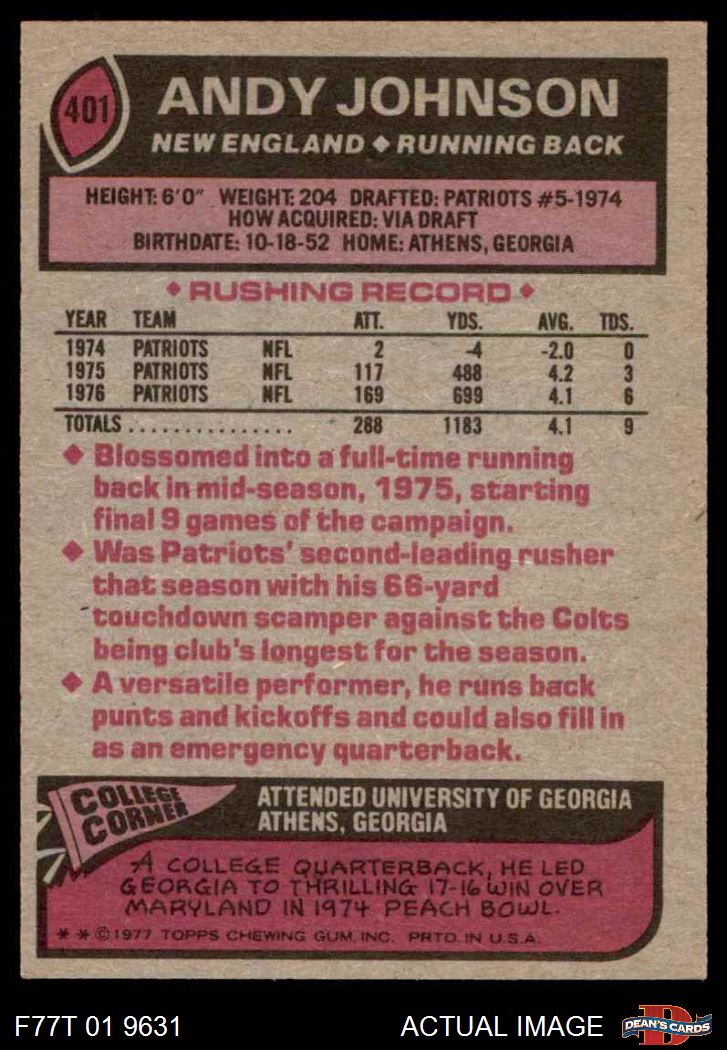 401
ANDY JOHNSON
NEW ENGLAND ◆ RUNNING BACK
HEIGHT: 6'0" WEIGHT: 204 DRAFTED: PATRIOTS #5-1974
HOW ACQUIRED: VIA DRAFT
BIRTHDATE: 10-18-52 HOME: ATHENS, GEORGIA
◆ RUSHING RECORD ◆
YEAR TEAM ATT. YDS. AVG. TDS.
1974 PATRIOTS NFL 2 -4 -2.0 0
1975 PATRIOTS NFL 117 488 4.2 3
1976 PATRIOTS NFL 169 699 4.1 6
TOTALS............... 288 1183 4.1 9
◆ Blossomed into a full-time running
back in mid-season, 1975, starting
final 9 games of the campaign.
◆ Was Patriots' second-leading rusher
that season with his 66-yard
touchdown scamper against the Colts
being club's longest for the season.
◆ A versatile performer, he runs back
punts and kickoffs and could also fill in
as an emergency quarterback.
COLLEGE
CORNER
ATTENDED UNIVERSITY OF GEORGIA
ATHENS, GEORGIA
A COLLEGE QUARTERBACK, HE LED
GEORGIA TO THRILLING 17-16 WIN OVER
MARYLAND IN 1974 PEACH BOWL.
* * © 1977 TOPPS CHEWING GUM, INC. PRTD. IN U.S.A.
F77T 01 9631
ACTUAL IMAGE
D
DEAN'S CARDS